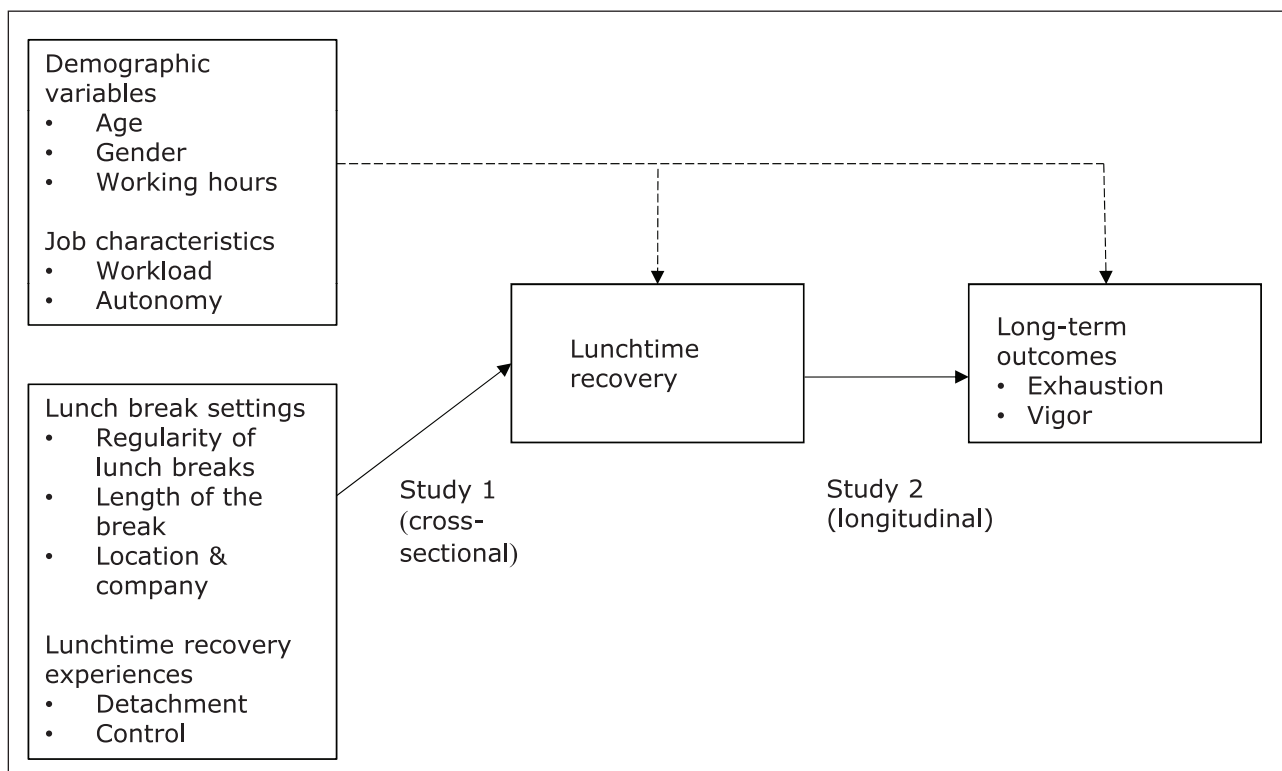 Demographic
variables
• Age
• Gender
• Working hours
Job characteristics
• Workload
• Autonomy
Lunch break settings
• Regularity of
lunch breaks
• Length of the
break
• Location &
company
Lunchtime recovery
experiences
• Detachment
• Control
Study 1
(cross-
sectional)
Lunchtime
recovery
Study 2
(longitudinal)
Long-term
outcomes
• Exhaustion
• Vigor